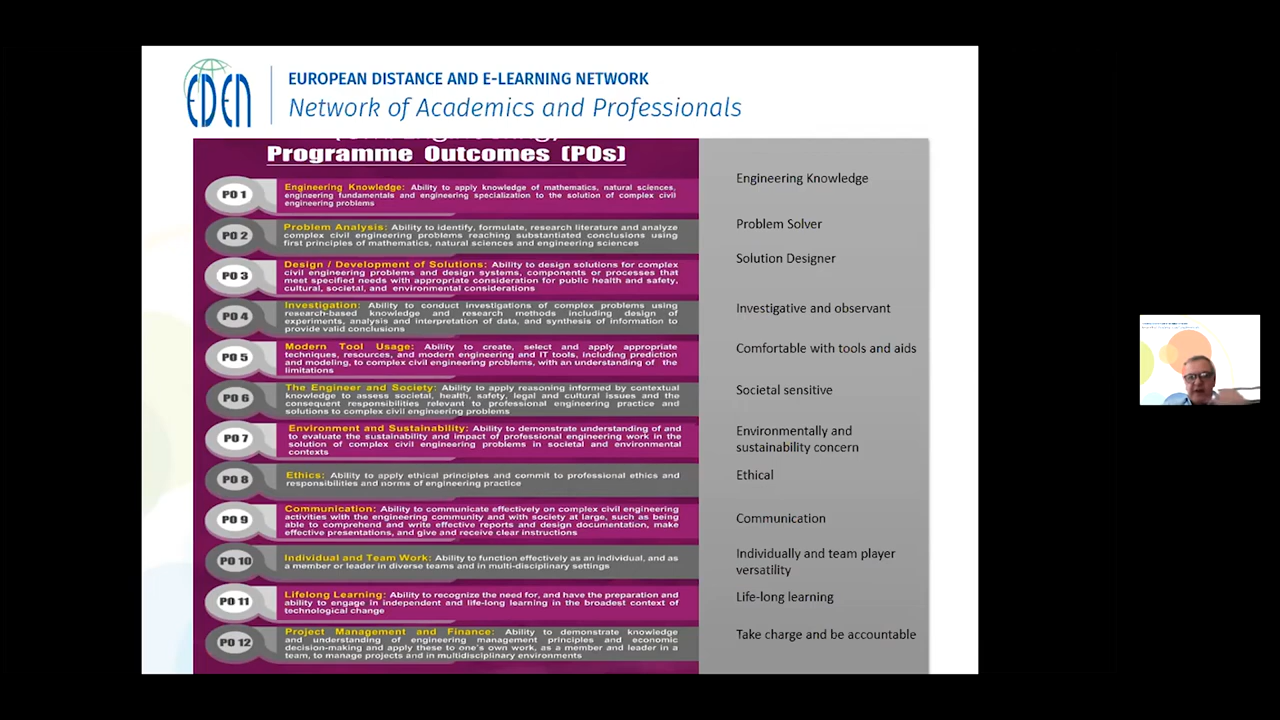 EDEN
EUROPEAN DISTANCE AND E-LEARNING NETWORK
Network of Academics and Professionals
Programme Outcomes (POs)
PO 1
Engineering Knowledge: Ability to apply knowledge of mathematics, natural sciences,
engineering fundamentals and engineering specialization to the solution of complex civil
engineering problems
Engineering Knowledge
PO 2
Problem Analysis: Ability to identify, formulate, research literature and analyze
complex civil engineering problems reaching substantiated conclusions using
first principles of mathematics, natural sciences and engineering sciences
Problem Solver
PO 3
Design / Development of Solutions: Ability to design solutions for complex
civil engineering problems and design systems, components or processes that
meet specified needs with appropriate consideration for public health and safety,
cultural, societal, and environmental considerations
Solution Designer
PO 4
Investigation: Ability to conduct investigations of complex problems using
research-based knowledge and research methods including design of
experiments, analysis and interpretation of data, and synthesis of information to
provide valid conclusions
Investigative and observant
PO 5
Modern Tool Usage: Ability to create, select and apply appropriate
techniques, resources, and modern engineering and IT tools, including prediction
and modeling, to complex civil engineering problems, with an understanding of the
limitations
Comfortable with tools and aids
PO 6
The Engineer and Society: Ability to apply reasoning informed by contextual
knowledge to assess societal, health, safety, legal and cultural issues and the
consequent responsibilities relevant to professional engineering practice and
solutions to complex civil engineering problems
Societal sensitive
PO 7
Environment and Sustainability: Ability to demonstrate understanding of and
to evaluate the sustainability and impact of professional engineering work in the
solution of complex civil engineering problems in societal and environmental
contexts
Environmentally and
sustainability concern
PO 8
Ethics: Ability to apply ethical principles and commit to professional ethics and
responsibilities and norms of engineering practice
Ethical
PO 9
Communication: Ability to communicate effectively on complex civil engineering
activities with the engineering community and with society at large, such as being
able to comprehend and write effective reports and design documentation, make
effective presentations, and give and receive clear instructions
Communication
PO 10
Individual and Team Work: Ability to function effectively as an individual, and as
a member or leader in diverse teams and in multi-disciplinary settings
Individually and team player
versatility
PO 11
Lifelong Learning: Ability to recognize the need for, and have the preparation and
ability to engage in independent and life-long learning in the broadest context of
technological change
Life-long learning
PO 12
Project Management and Finance: Ability to demonstrate knowledge
and understanding of engineering management principles and economic
decision-making and apply these to one's own work, as a member and leader in a
team, to manage projects and in multidisciplinary environments
Take charge and be accountable